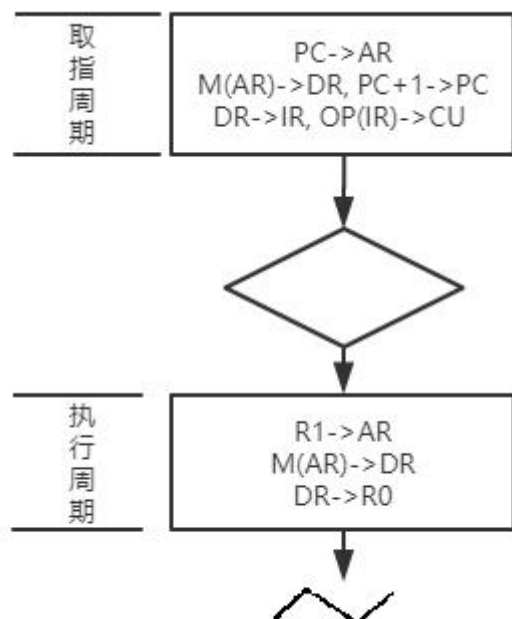 取
指
周
期
PC->AR
M(AR)->DR, PC+1->PC
DR->IR, OP(IR)->CU
执
行
周
期
R1->AR
M(AR)->DR
DR->R0